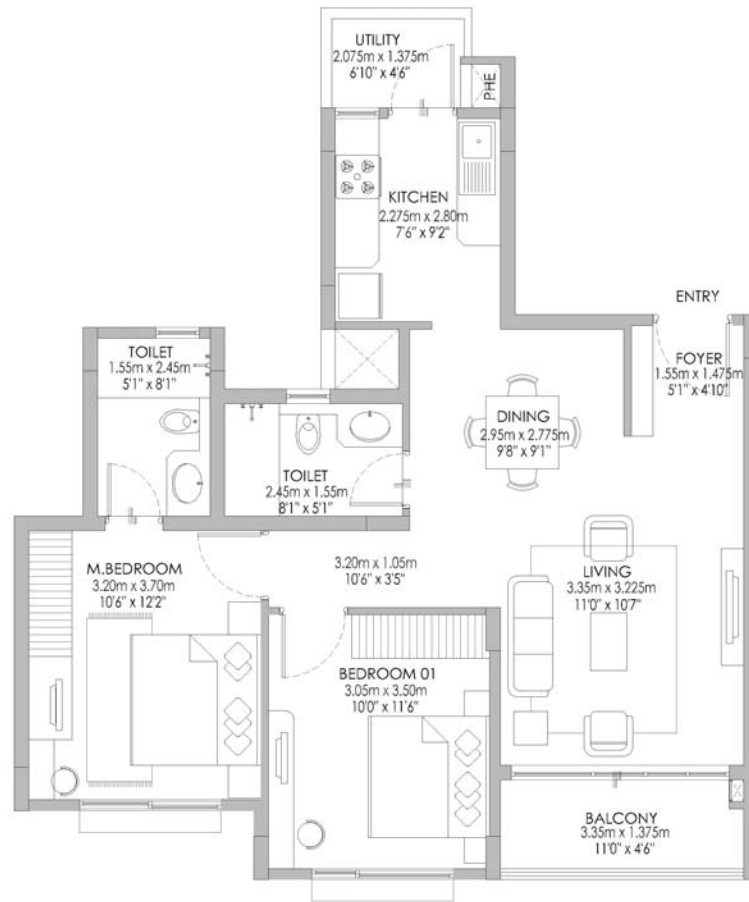 UTILITY
2.075m x 1.375m
6'10" x 4'6"
PHE
KITCHEN
2.275m x 2.80m
7'6" x 9'2"
ENTRY
FOYER
1.55m x 1.475m
5'1" x 4'10"
TOILET
1.55m x 2.45m
5'1" x 8'1"
DINING
2.95m x 2.775m
9'8" x 9'1"
TOILET
2.45m x 1.55m
8'1" x 5'1"
M.BEDROOM
3.20m x 3.70m
10'6" x 12'2"
3.20m x 1.05m
10'6" x 3'5"
LIVING
3.35m x 3.225m
11'0" x 10'7"
BEDROOM 01
3.05m x 3.50m
10'0" x 11'6"
BALCONY
3.35m x 1.375m
11'0" x 4'6"